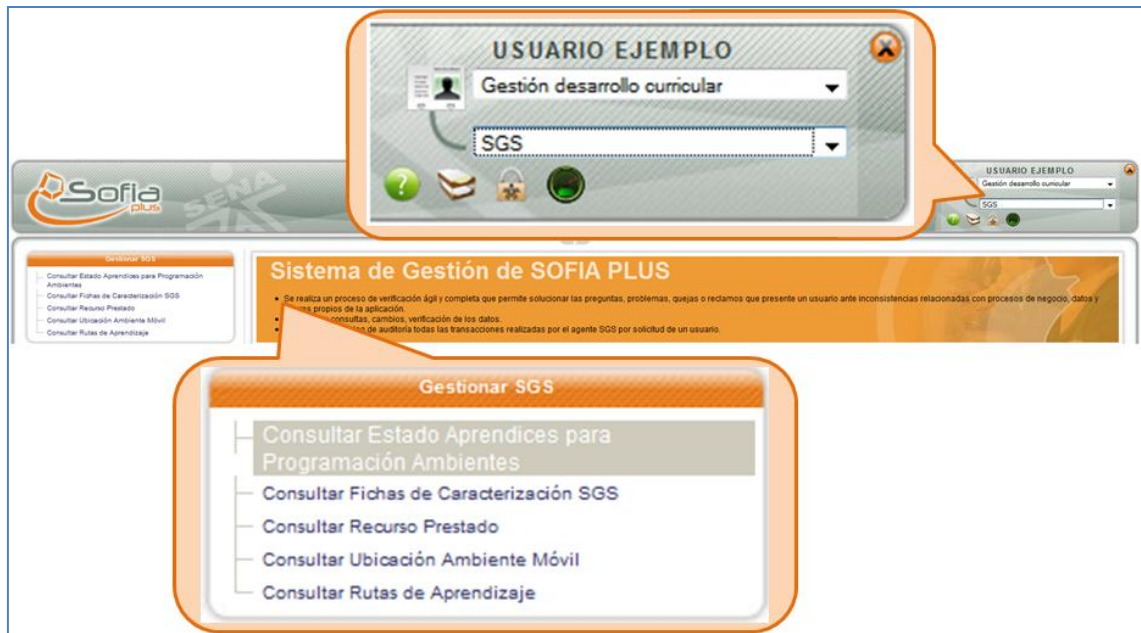 USUARIO EJEMPLO
Gestión desarrollo curricular
SGS
Sofia
plus
SENA
USUARIO EJEMPLO
Gestión desarrollo curricular
SGS
Gestionar SGS
Consultar Estado Aprendices para Programación
Ambientes
Consultar Fichas de Caracterización SGS
Consultar Recurso Prestado
Consultar Ubicación Ambiente Móvil
Consultar Rutas de Aprendizaje
Sistema de Gestión de SOFIA PLUS
Se realiza un proceso de verificación ágil y completa que permite solucionar las preguntas, problemas, quejas o reclamos que presente un usuario ante inconsistencias relacionadas con procesos de negocio, datos y
propios de la aplicación.
consultas, cambios, verificación de los datos.
de auditoría todas las transacciones realizadas por el agente SGS por solicitud de un usuario.
Gestionar SGS
Consultar Estado Aprendices para
Programación Ambientes
Consultar Fichas de Caracterización SGS
Consultar Recurso Prestado
Consultar Ubicación Ambiente Móvil
Consultar Rutas de Aprendizaje